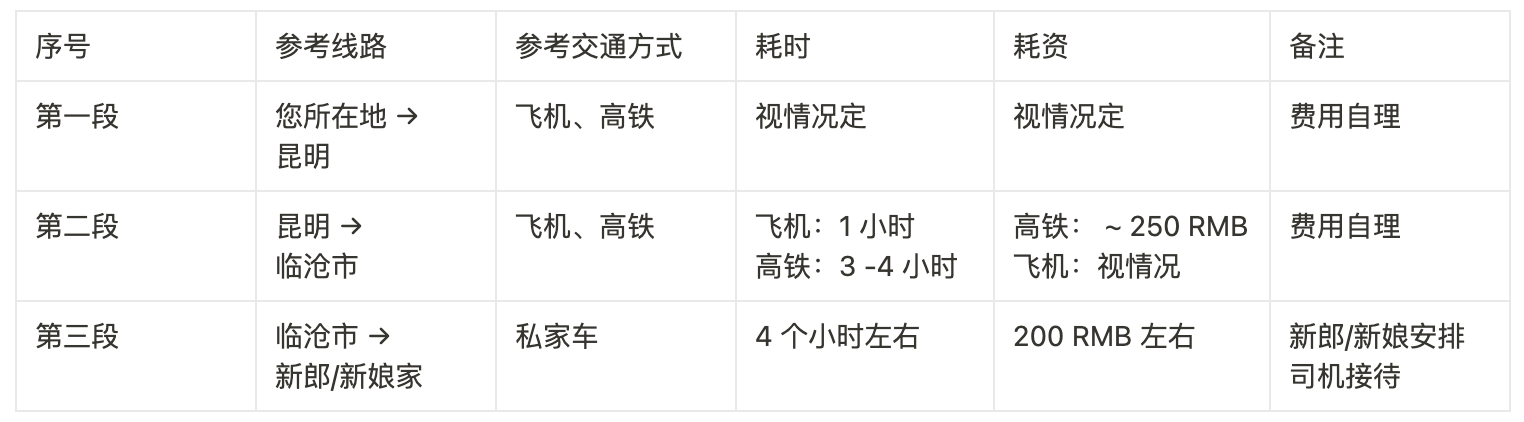 序号 参考线路 参考交通方式 耗时 耗资 备注
第一段 您所在地 → 飞机、高铁 视情况定 视情况定 费用自理
昆明
第二段 昆明 → 飞机、高铁 飞机：1 小时 高铁： ~ 250 RMB 费用自理
临沧市 高铁：3 -4 小时 飞机：视情况
第三段 临沧市 → 私家车 4 个小时左右 200 RMB 左右 新郎/新娘安排
新郎/新娘家 司机接待